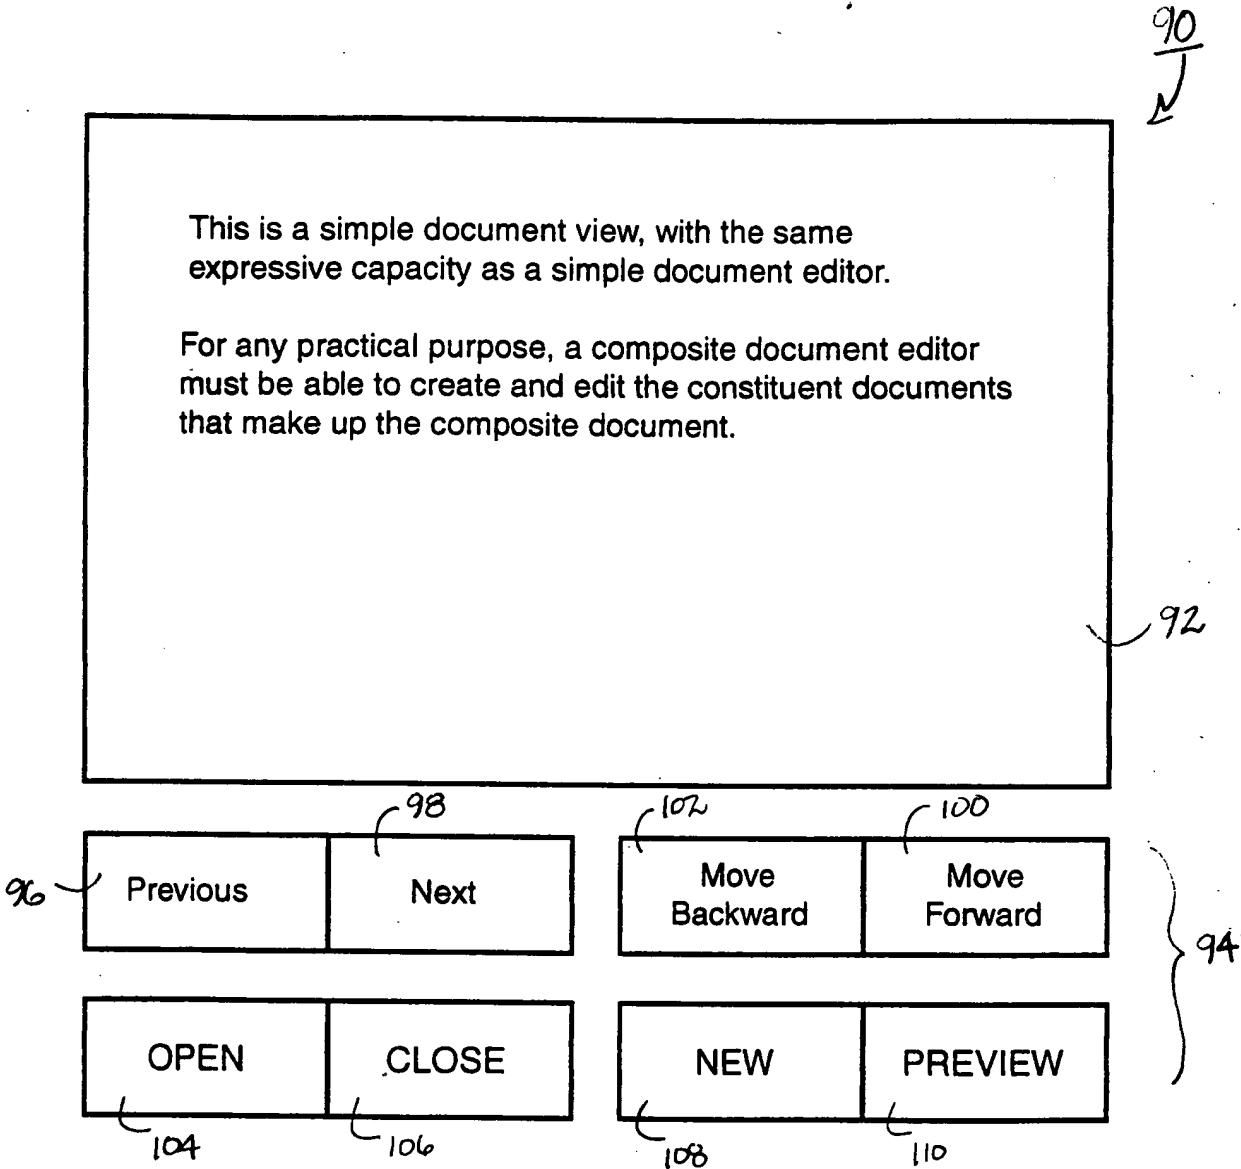 90
This is a simple document view, with the same
expressive capacity as a simple document editor.
For any practical purpose, a composite document editor
must be able to create and edit the constituent documents
that make up the composite document.
92
98
102
100
96
Previous
Next
Move
Backward
Move
Forward
94
OPEN
CLOSE
NEW
PREVIEW
104
106
108
110